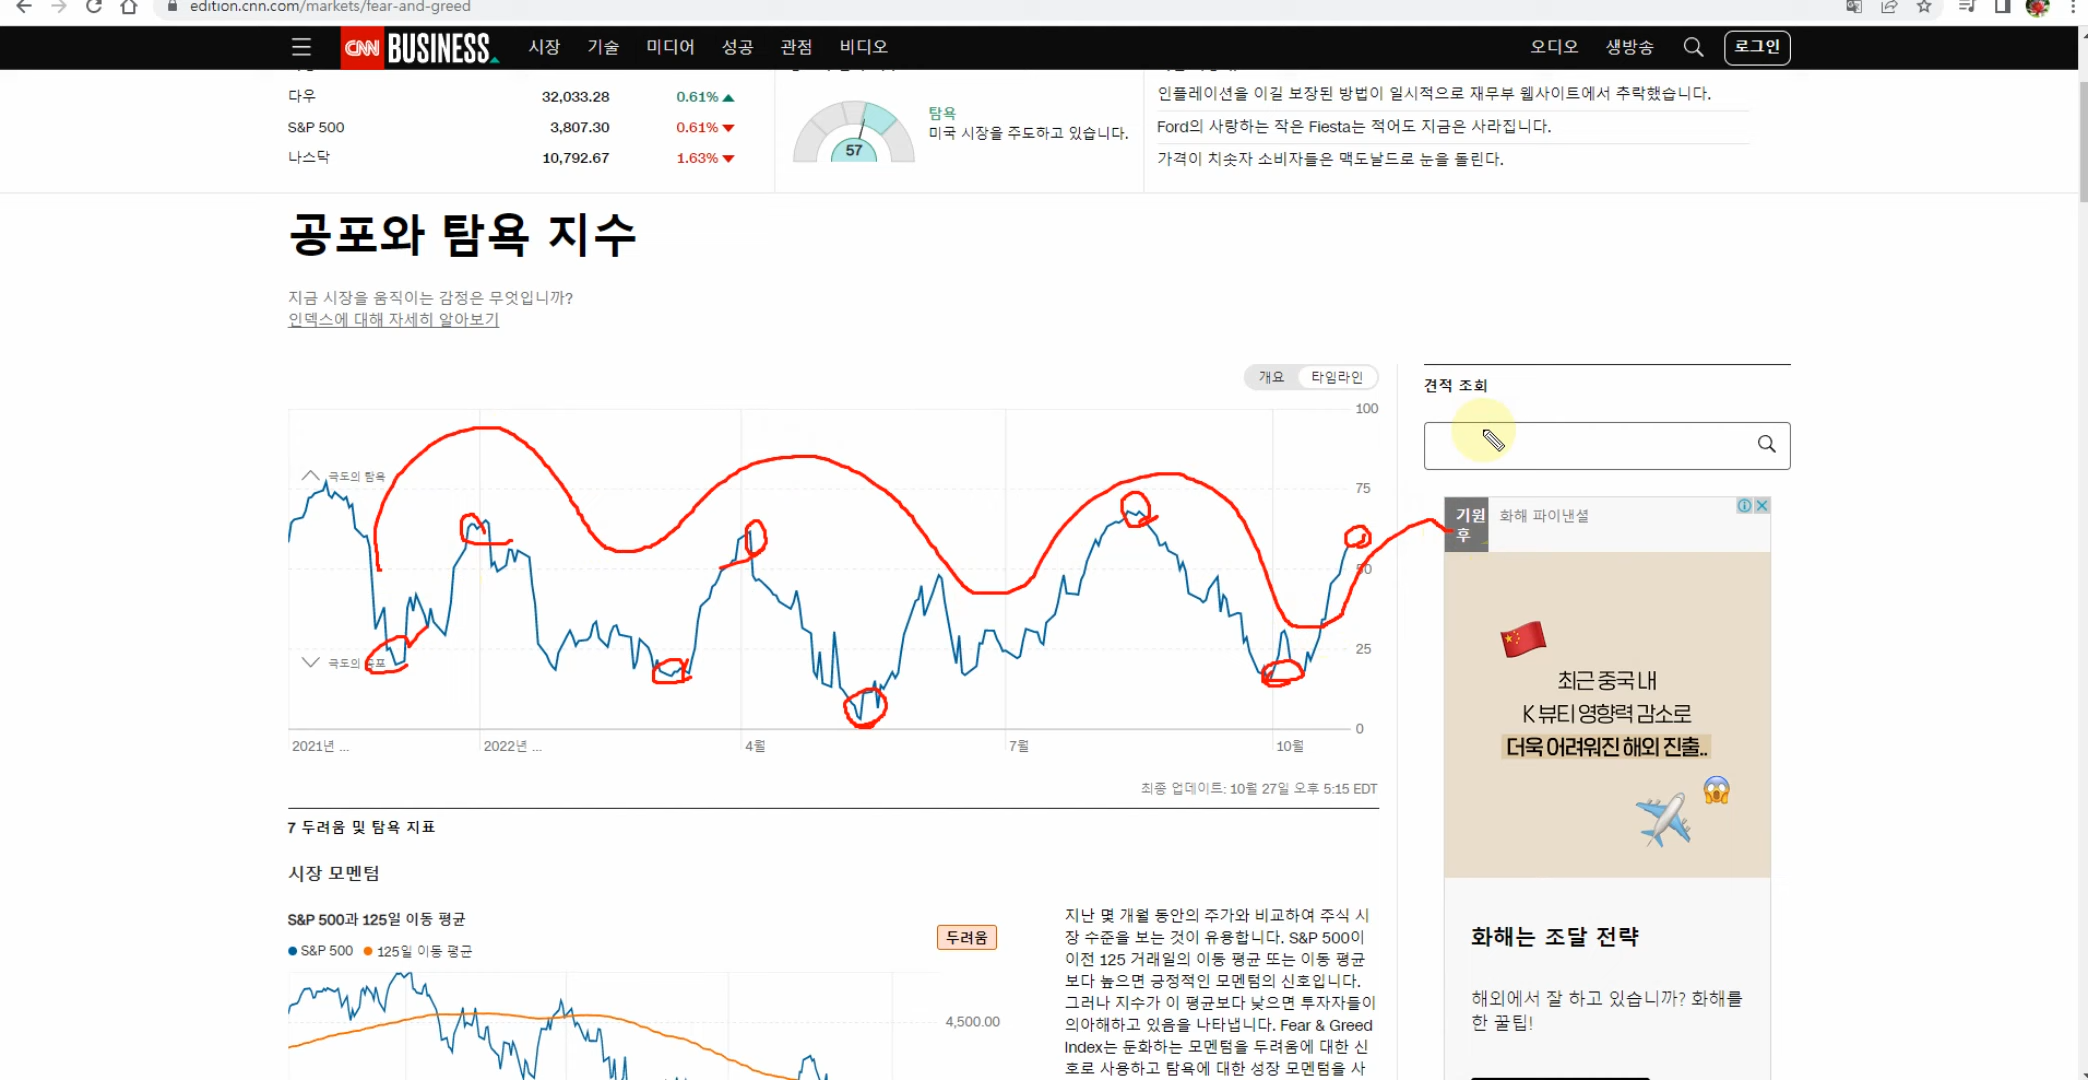 edition.cnn.com/markets/fear-and-greed
CNN BUSINESS 시장 기술 미디어 성공 관점 비디오 오디오 생방송 로그인
다우 32,033.28 0.61%
S&P 500 3,807.30 0.61%
나스닥 10,792.67 1.63%
57
탐욕
미국 시장을 주도하고 있습니다.
인플레이션을 이길 보장된 방법이 일시적으로 재무부 웹사이트에서 추락했습니다.
Ford의 사랑하는 작은 Fiesta는 적어도 지금은 사라집니다.
가격이 치솟자 소비자들은 맥도날드로 눈을 돌린다.
공포와 탐욕 지수
지금 시장을 움직이는 감정은 무엇입니까?
인덱스에 대해 자세히 알아보기
개요 타임라인
100
극도의 탐욕
75
50
극도의 공포
25
0
2021년 ... 2022년 ... 4월 7월 10월
최종 업데이트: 10월 27일 오후 5:15 EDT
7 두려움 및 탐욕 지표
시장 모멘텀
S&P 500과 125일 이동 평균
S&P 500 125일 이동 평균
두려움
4,500.00
지난 몇 개월 동안의 주가와 비교하여 주식 시
장 수준을 보는 것이 유용합니다. S&P 500이
이전 125 거래일의 이동 평균 또는 이동 평균
보다 높으면 긍정적인 모멘텀의 신호입니다.
그러나 지수가 이 평균보다 낮으면 투자자들이
의아해하고 있음을 나타냅니다. Fear & Greed
Index는 둔화하는 모멘텀을 두려움에 대한 신
호로 사용하고 탐욕에 대한 성장 모멘텀을 사
견적 조회
기원
후
화해 파이낸셜
최근 중국 내
K 뷰티 영향력 감소로
더욱 어려워진 해외 진출..
화해는 조달 전략
해외에서 잘 하고 있습니까? 화해를
한 꿀팁!